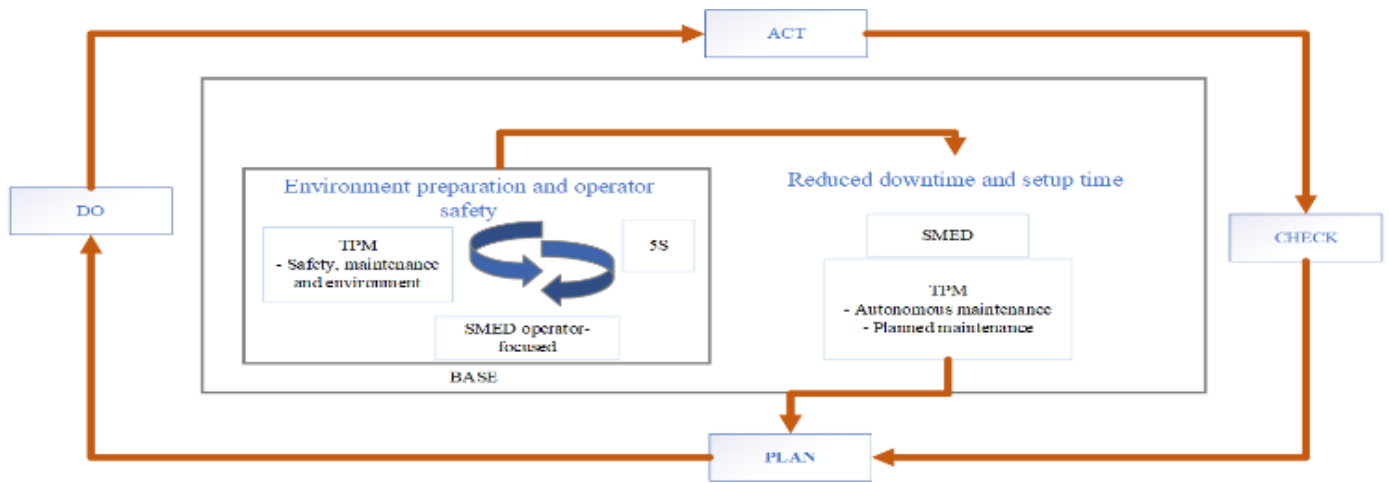 ACT
Environment preparation and operator
safety
Reduced downtime and setup time
DO
TPM
- Safety, maintenance
and environment
5S
SMED
CHECK
TPM
- Autonomous maintenance
- Planned maintenance
SMED operator-
focused
BASE
PLAN